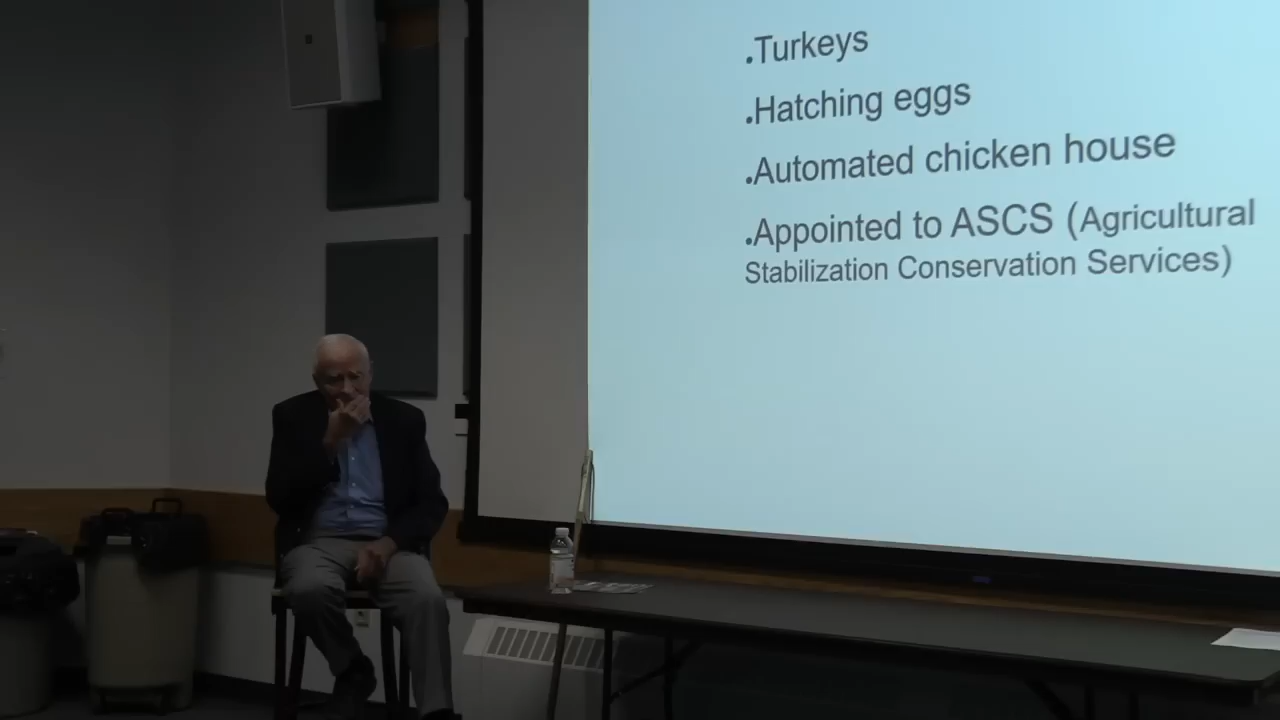 .Turkeys
.Hatching eggs
.Automated chicken house
.Appointed to ASCS (Agricultural
Stabilization Conservation Services)